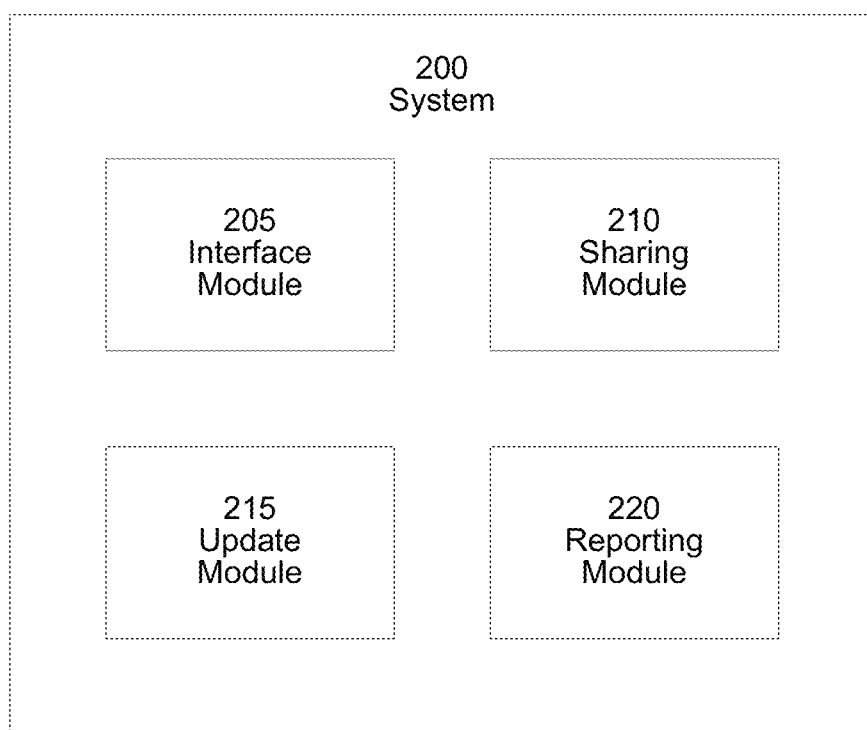 200
System
205
Interface
Module
210
Sharing
Module
215
Update
Module
220
Reporting
Module